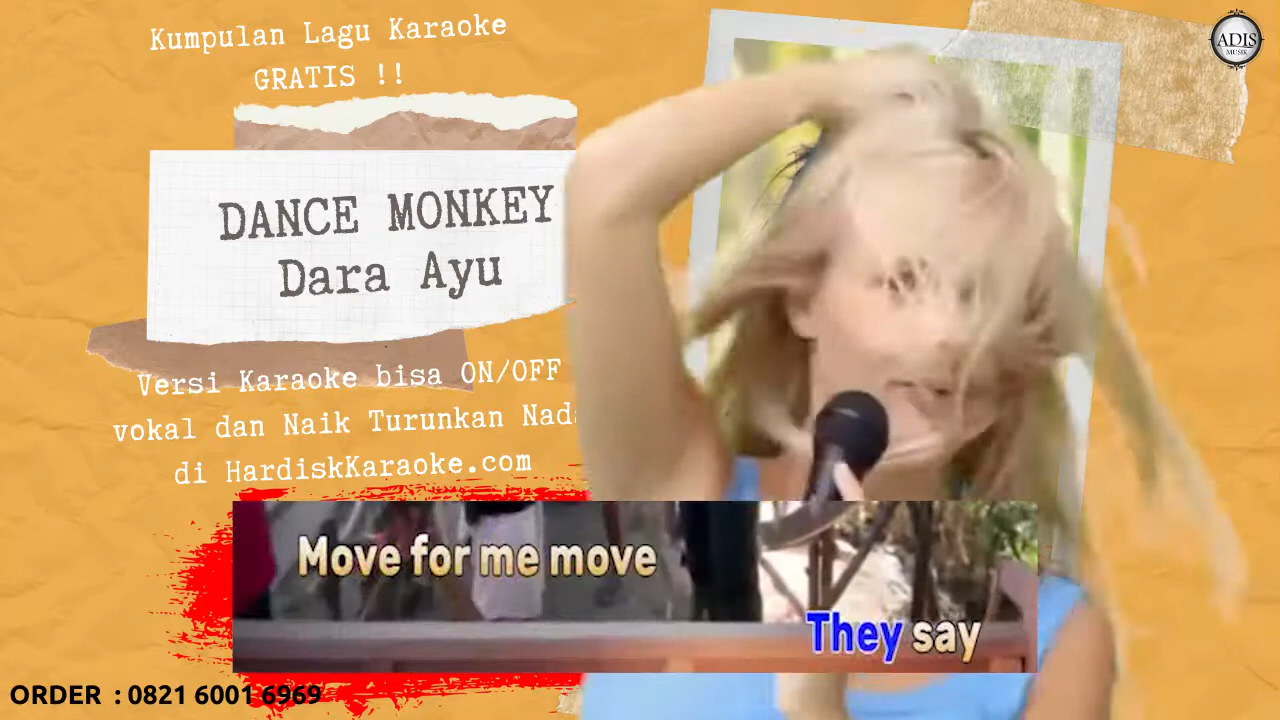 Kumpulan Lagu Karaoke
GRATIS !!
ADIS
MUSIK
DANCE MONKEY
Dara Ayu
Versi Karaoke bisa ON/OFF
vokal dan Naik Turunkan Nada
di HardiskKaraoke.com
Move for me move
They say
ORDER : 0821 6001 6969